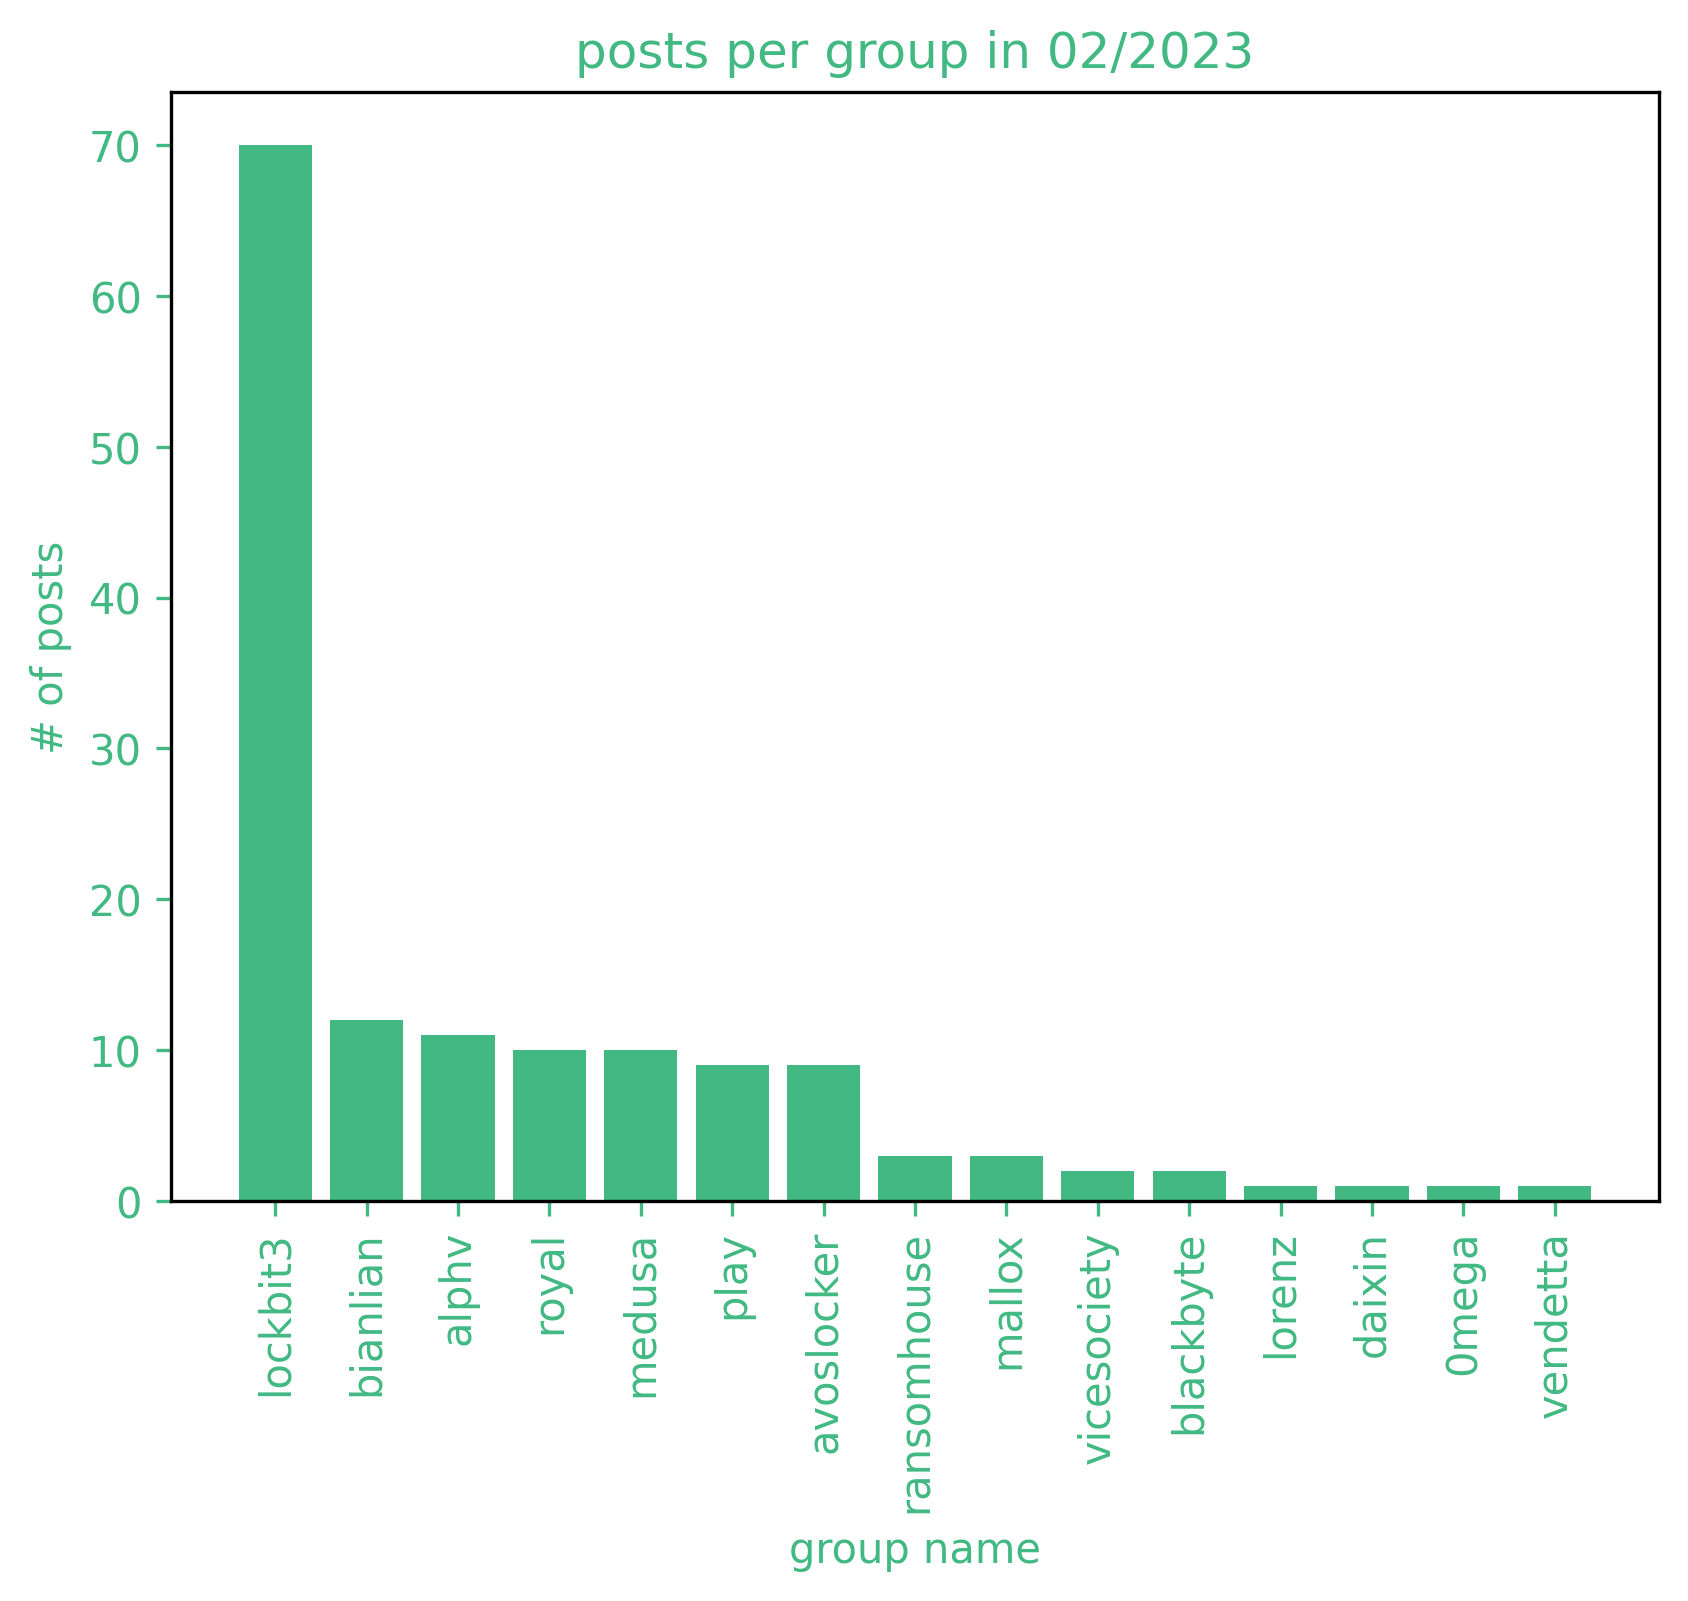 posts per group in 02/2023
# of posts
70
60
50
40
30
20
10
0
lockbit3
bianlian
alphv
royal
medusa
play
avoslocker
ransomhouse
mallox
vicesociety
blackbyte
lorenz
daixin
0mega
vendetta
group name